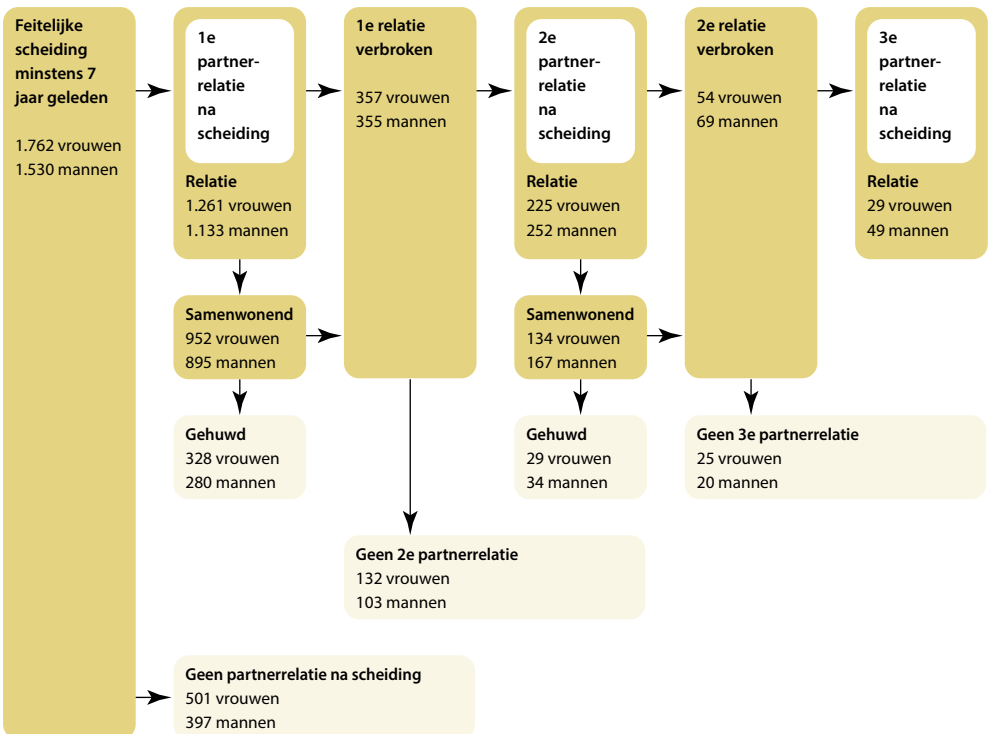 Feitelijke
scheiding
minstens 7
jaar geleden
1.762 vrouwen
1.530 mannen
1e
partner-
relatie
na
scheiding
Relatie
1.261 vrouwen
1.133 mannen
Samenwonend
952 vrouwen
895 mannen
Gehuwd
328 vrouwen
280 mannen
1e relatie
verbroken
357 vrouwen
355 mannen
2e
partner-
relatie
na
scheiding
Relatie
225 vrouwen
252 mannen
Samenwonend
134 vrouwen
167 mannen
Gehuwd
29 vrouwen
34 mannen
2e relatie
verbroken
54 vrouwen
69 mannen
3e
partner-
relatie
na
scheiding
Relatie
29 vrouwen
49 mannen
Geen 3e partnerrelatie
25 vrouwen
20 mannen
Geen 2e partnerrelatie
132 vrouwen
103 mannen
Geen partnerrelatie na scheiding
501 vrouwen
397 mannen